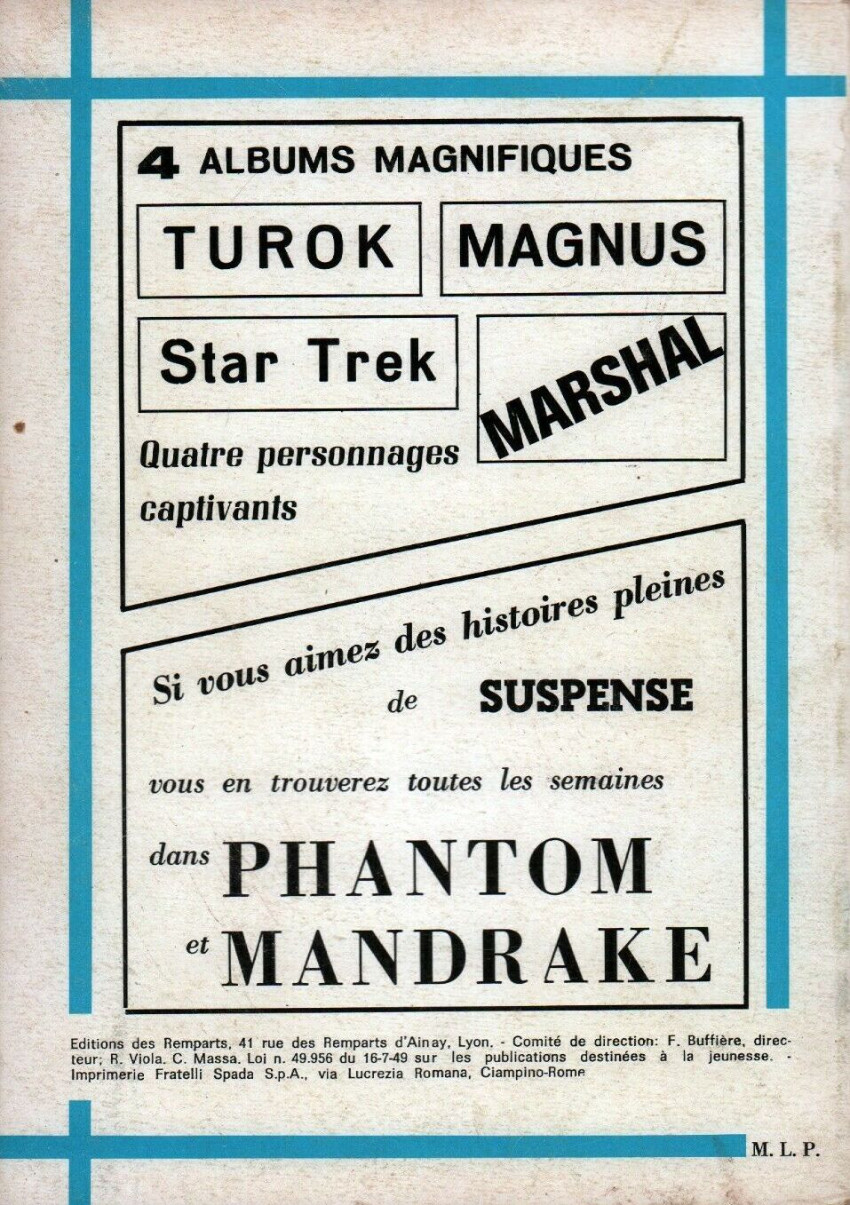 4 ALBUMS MAGNIFIQUES
TUROK
MAGNUS
Star Trek
MARSHAL
Quatre personnages
captivants
Si vous aimez des histoires pleines
de SUSPENSE
vous en trouverez toutes les semaines
dans PHANTOM
et MANDRAKE
Editions des Remparts, 41 rue des Remparts d'Ainay, Lyon. - Comité de direction: F. Buffière, direc-
teur; R. Viola. C. Massa. Loi n. 49.956 du 16-7-49 sur les publications destinées à la jeunesse. -
Imprimerie Fratelli Spada S.p.A., via Lucrezia Romana, Ciampino-Rome
M. L. P.